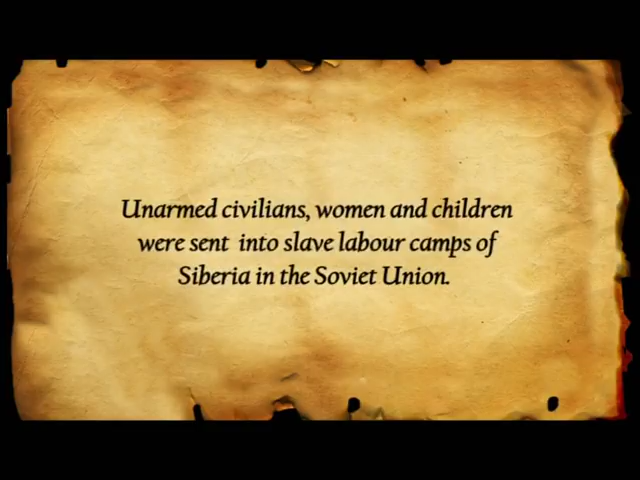 Unarmed civilians, women and children
were sent into slave labour camps of
Siberia in the Soviet Union.